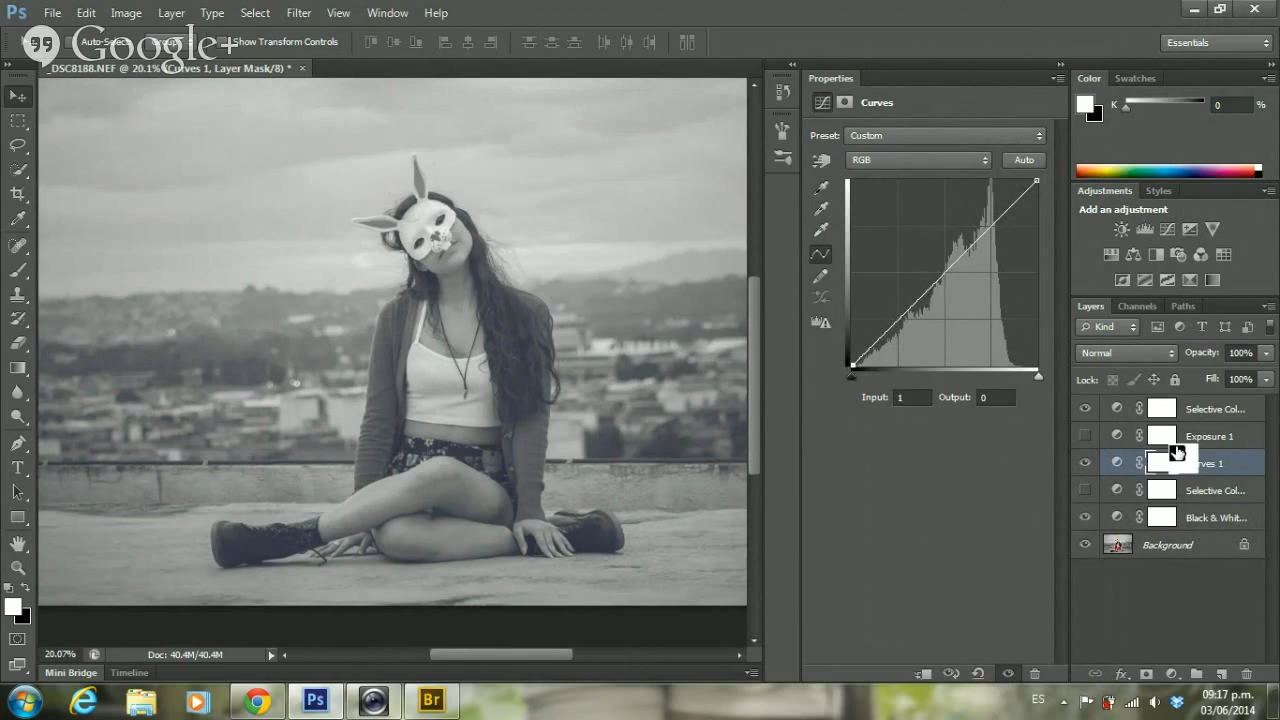 Ps File Edit Image Layer Type Select Filter View Window Help
Auto-Select: Group Show Transform Controls Essentials
Google+
_DSC8188.NEF @ 20.1% (Curves 1, Layer Mask/8) *
Properties
Curves
Preset: Custom
RGB Auto
Input: 1 Output: 0
Color Swatches
K 0 %
Adjustments Styles
Add an adjustment
Layers Channels Paths
Kind
Normal Opacity: 100%
Lock: Fill: 100%
Selective Col...
Exposure 1
Selective Col...
Black & Whit...
Background
20.07% Doc: 40.4M/40.4M
Mini Bridge Timeline
Ps Br ES 09:17 p.m.
03/06/2014